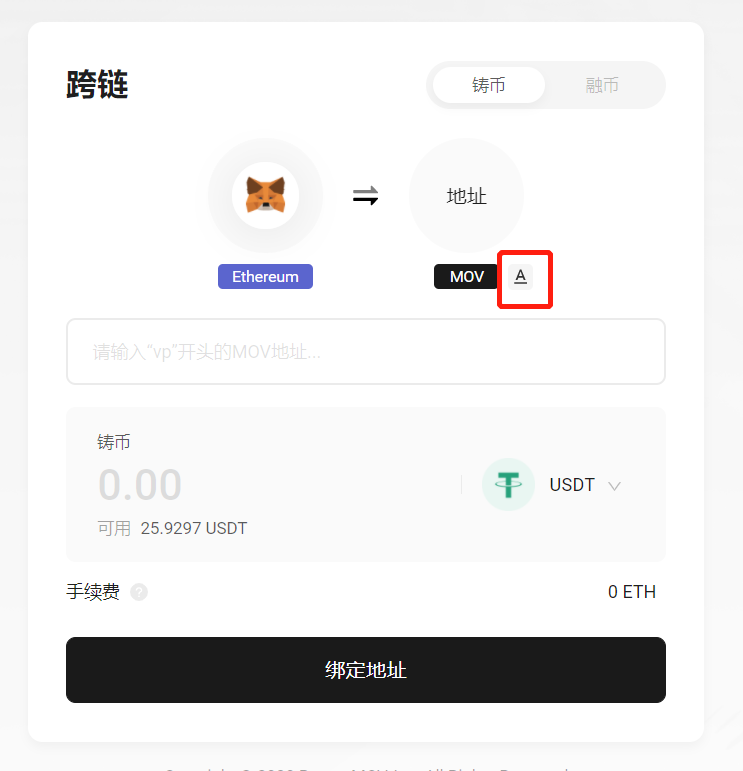 跨链
铸币 融币
地址
Ethereum
MOV A
请输入“vp”开头的MOV地址...
铸币
0.00
USDT
可用 25.9297 USDT
手续费 ?
0 ETH
绑定地址